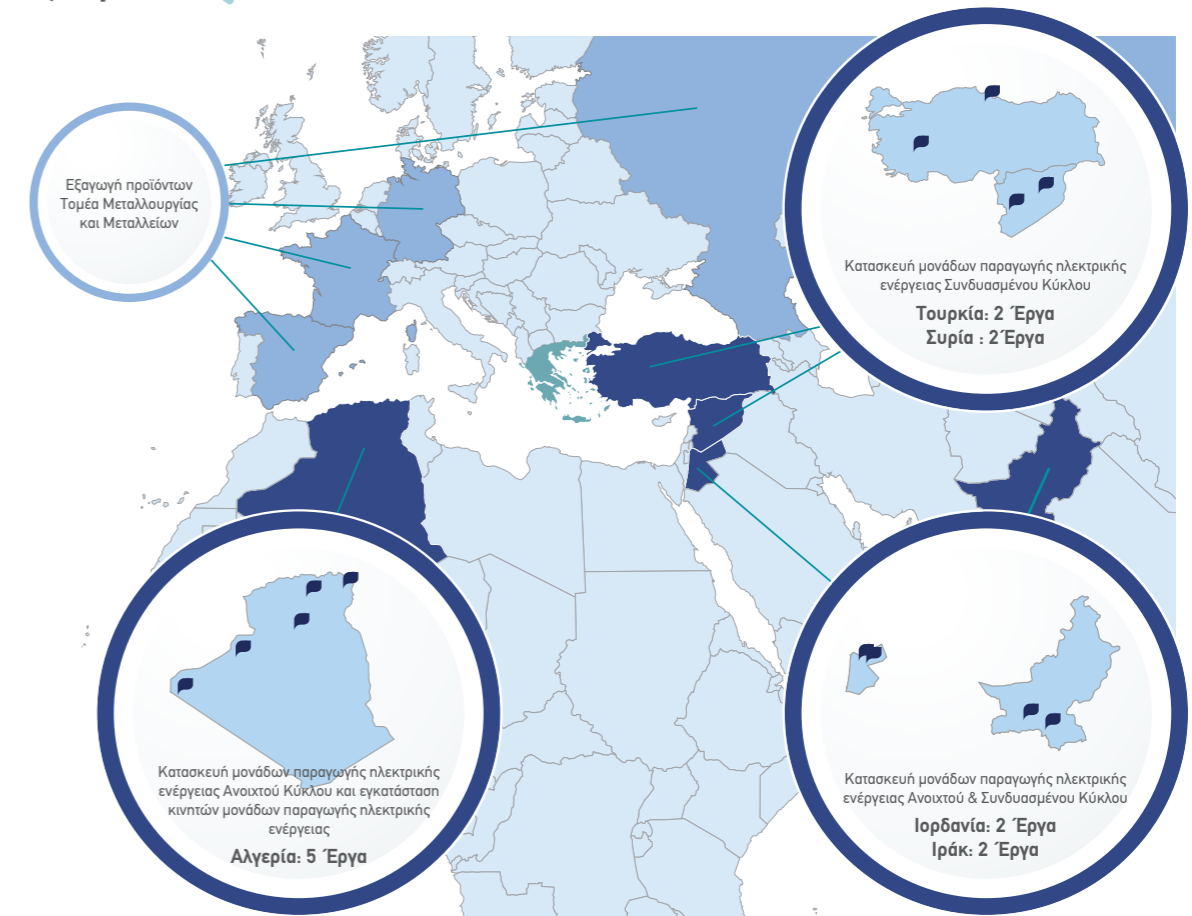 Εξαγωγή προϊόντων
Τομέα Μεταλλουργίας
και Μεταλλείων
Κατασκευή μονάδων παραγωγής ηλεκτρικής
ενέργειας Συνδυασμένου Κύκλου
Τουρκία: 2 Έργα
Συρία : 2Έργα
Κατασκευή μονάδων παραγωγής ηλεκτρικής
ενέργειας Ανοιχτού Κύκλου και εγκατάσταση
κινητών μονάδων παραγωγής ηλεκτρικής
ενέργειας
Αλγερία: 5 Έργα
Κατασκευή μονάδων παραγωγής ηλεκτρικής
ενέργειας Ανοιχτού & Συνδυασμένου Κύκλου
Ιορδανία: 2 Έργα
Ιράκ: 2 Έργα